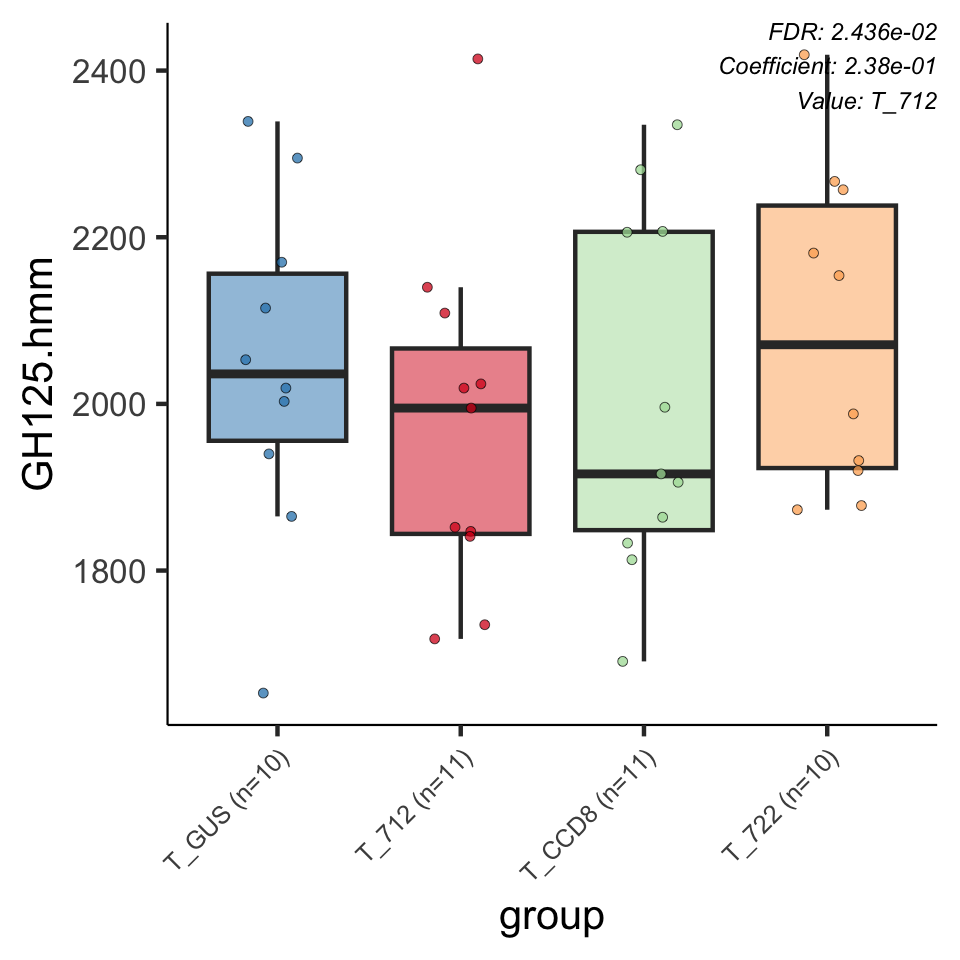 FDR: 2.436e-02
Coefficient: 2.38e-01
Value: T_712
GH125.hmm
2400
2200
2000
1800
T_GUS (n=10)
T_712 (n=11)
T_CCD8 (n=11)
T_722 (n=10)
group